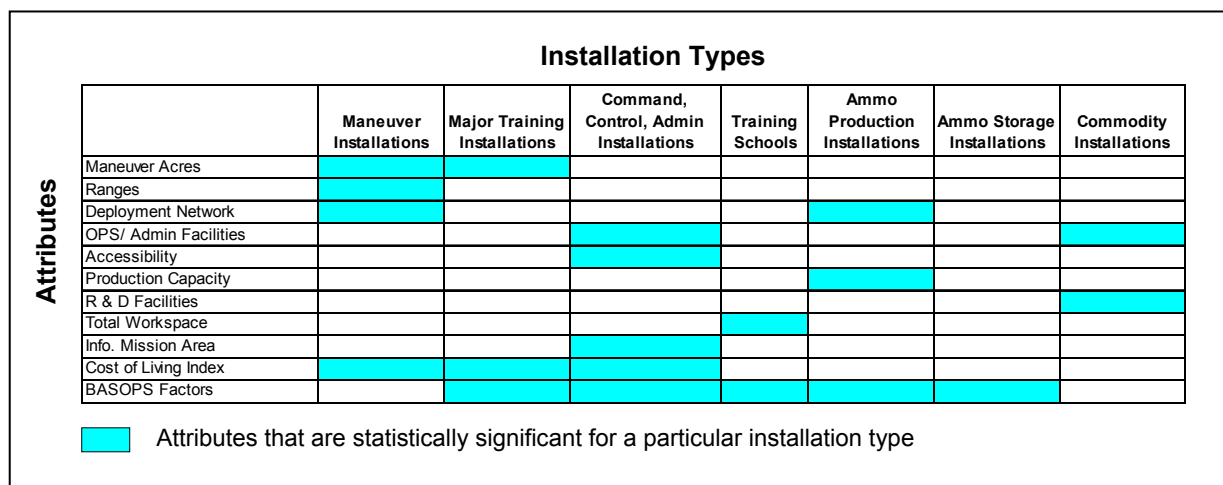 Installation Types
Attributes
Maneuver Installations
Major Training Installations
Command, Control, Admin Installations
Training Schools
Ammo Production Installations
Ammo Storage Installations
Commodity Installations
Maneuver Acres
Ranges
Deployment Network
OPS/ Admin Facilities
Accessibility
Production Capacity
R & D Facilities
Total Workspace
Info. Mission Area
Cost of Living Index
BASOPS Factors
Attributes that are statistically significant for a particular installation type